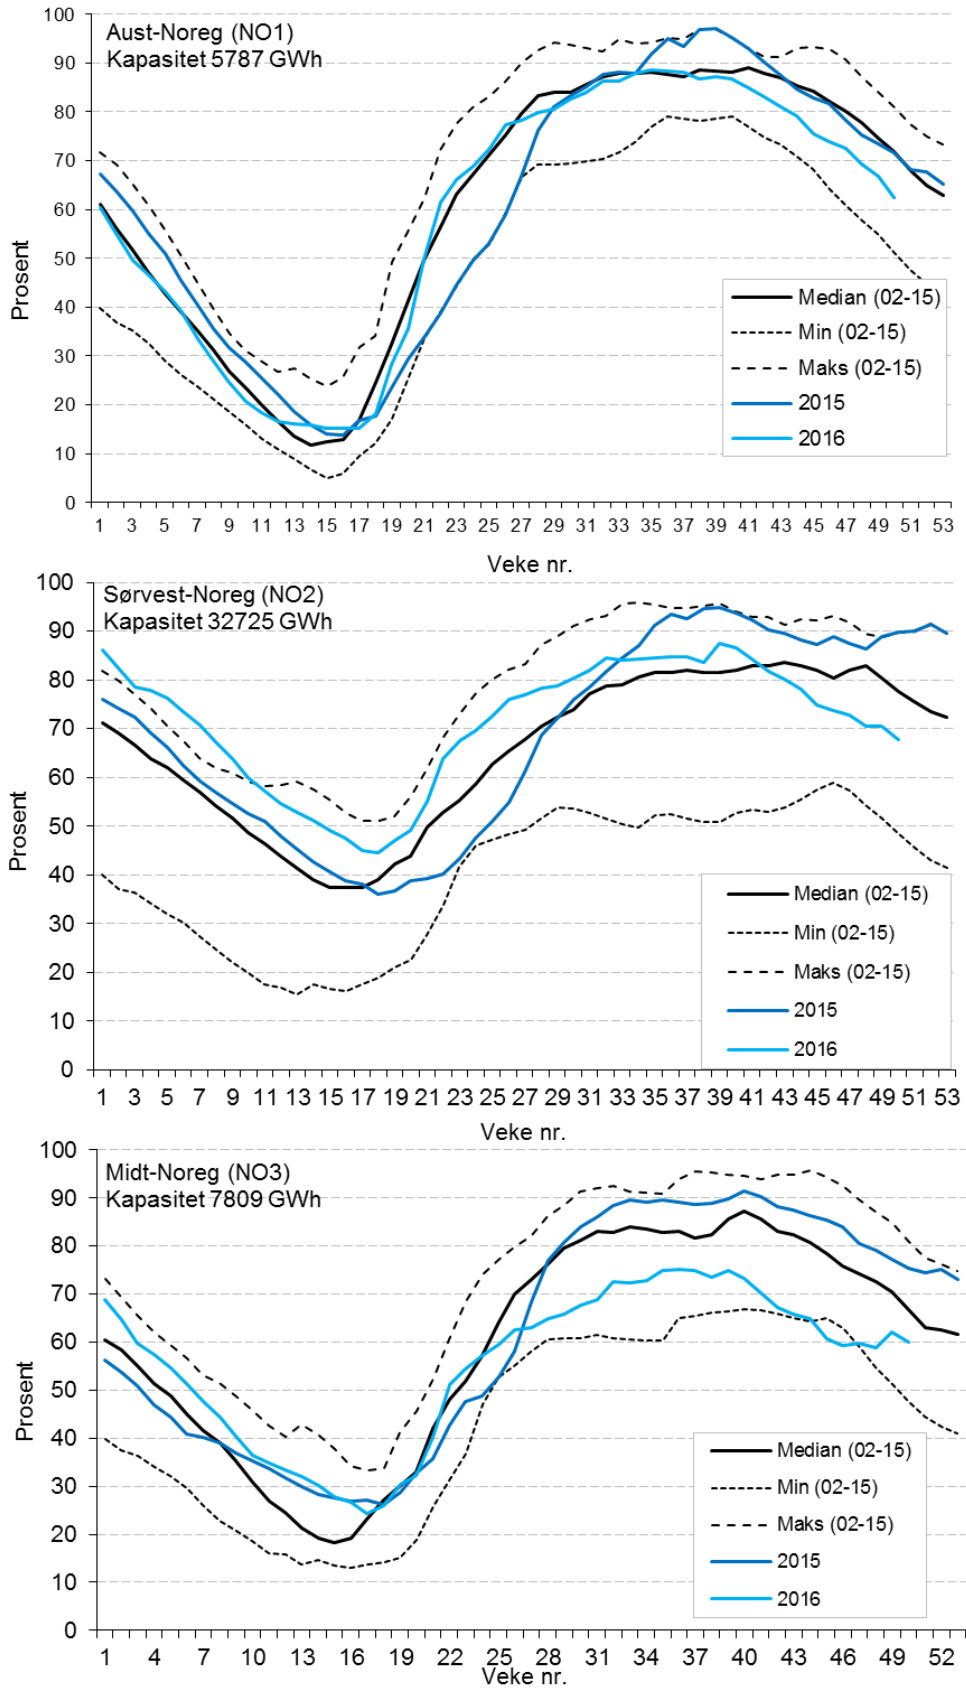 Aust-Noreg (NO1)
Kapasitet 5787 GWh
100
90
80
70
60
50
40
30
20
10
0
Prosent
Median (02-15)
Min (02-15)
Maks (02-15)
2015
2016
1 3 5 7 9 11 13 15 17 19 21 23 25 27 29 31 33 35 37 39 41 43 45 47 49 51 53
Veke nr.
Sørvest-Noreg (NO2)
Kapasitet 32725 GWh
100
90
80
70
60
50
40
30
20
10
0
Prosent
Median (02-15)
Min (02-15)
Maks (02-15)
2015
2016
1 3 5 7 9 11 13 15 17 19 21 23 25 27 29 31 33 35 37 39 41 43 45 47 49 51 53
Veke nr.
Midt-Noreg (NO3)
Kapasitet 7809 GWh
100
90
80
70
60
50
40
30
20
10
0
Prosent
Median (02-15)
Min (02-15)
Maks (02-15)
2015
2016
1 4 7 10 13 16 19 22 25 28 31 34 37 40 43 46 49 52
Veke nr.